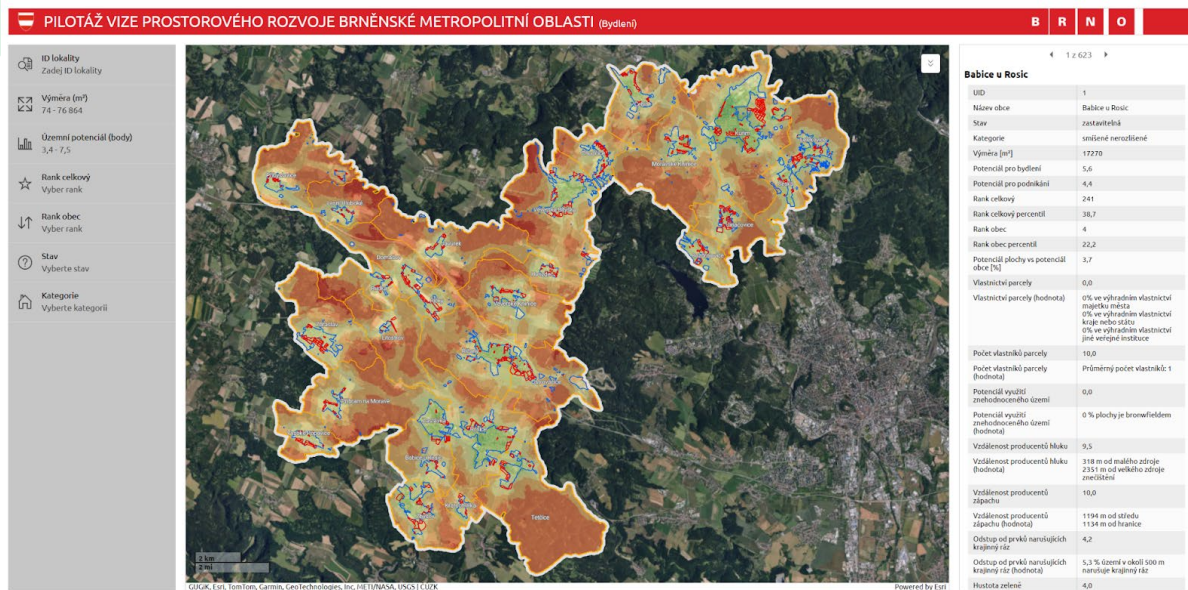 PILOTÁŽ VIZE PROSTOROVÉHO ROZVOJE BRNĚNSKÉ METROPOLITNÍ OBLASTI (Bydlení)
B R N O
ID lokality
Zadej ID lokality
Výměra (m²)
74 - 76 864
Územní potenciál (body)
3,4 - 7,5
Rank celkový
Vyber rank
Rank obec
Vyber rank
Stav
Vyberte stav
Kategorie
Vyberte kategorii
Tetčice
2 km
2 mi
GUGiK, Esri, TomTom, Garmin, GeoTechnologies, Inc, METI/NASA, USGS | ČÚZK
Powered by Esri
1 z 623
Babice u Rosic
UID 1
Název obce Babice u Rosic
Stav zastavitelná
Kategorie smíšené nerozlišené
Výměra [m²] 17270
Potenciál pro bydlení 5,6
Potenciál pro podnikání 4,4
Rank celkový 241
Rank celkový percentil 38,7
Rank obec 4
Rank obec percentil 22,2
Potenciál plochy vs potenciál
obce [%] 3,7
Vlastnictví parcely 0,0
Vlastnictví parcely (hodnota) 0% ve výhradním vlastnictví
majetku města
0% ve výhradním vlastnictví
kraje nebo státu
0% ve výhradním vlastnictví
jiné veřejné instituce
Počet vlastníků parcely 10,0
Počet vlastníků parcely
(hodnota) Průměrný počet vlastníků: 1
Potenciál využití
znehodnoceného území 0,0
Potenciál využití
znehodnoceného území
(hodnota) 0 % plochy je bronwfieldem
Vzdálenost producentů hluku 9,5
Vzdálenost producentů hluku
(hodnota) 318 m od malého zdroje
2351 m od velkého zdroje
znečištění
Vzdálenost producentů
zápachu 10,0
Vzdálenost producentů
zápachu (hodnota) 1194 m od středu
1134 m od hranice
Odstup od prvků narušujících
krajinný ráz 4,2
Odstup od prvků narušujících
krajinný ráz (hodnota) 5,3 % území v okolí 500 m
narušuje krajinný ráz
Hustota zeleně 4,0